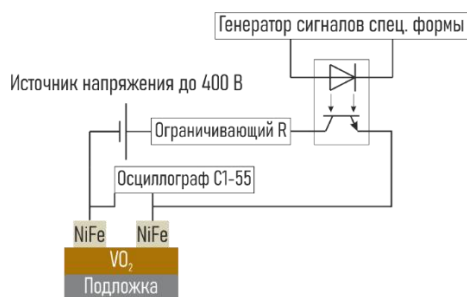 Генератор сигналов спец. формы
Источник напряжения до 400 В
Ограничивающий R
Осциллограф С1-55
NiFe NiFe
VO₂
Подложка